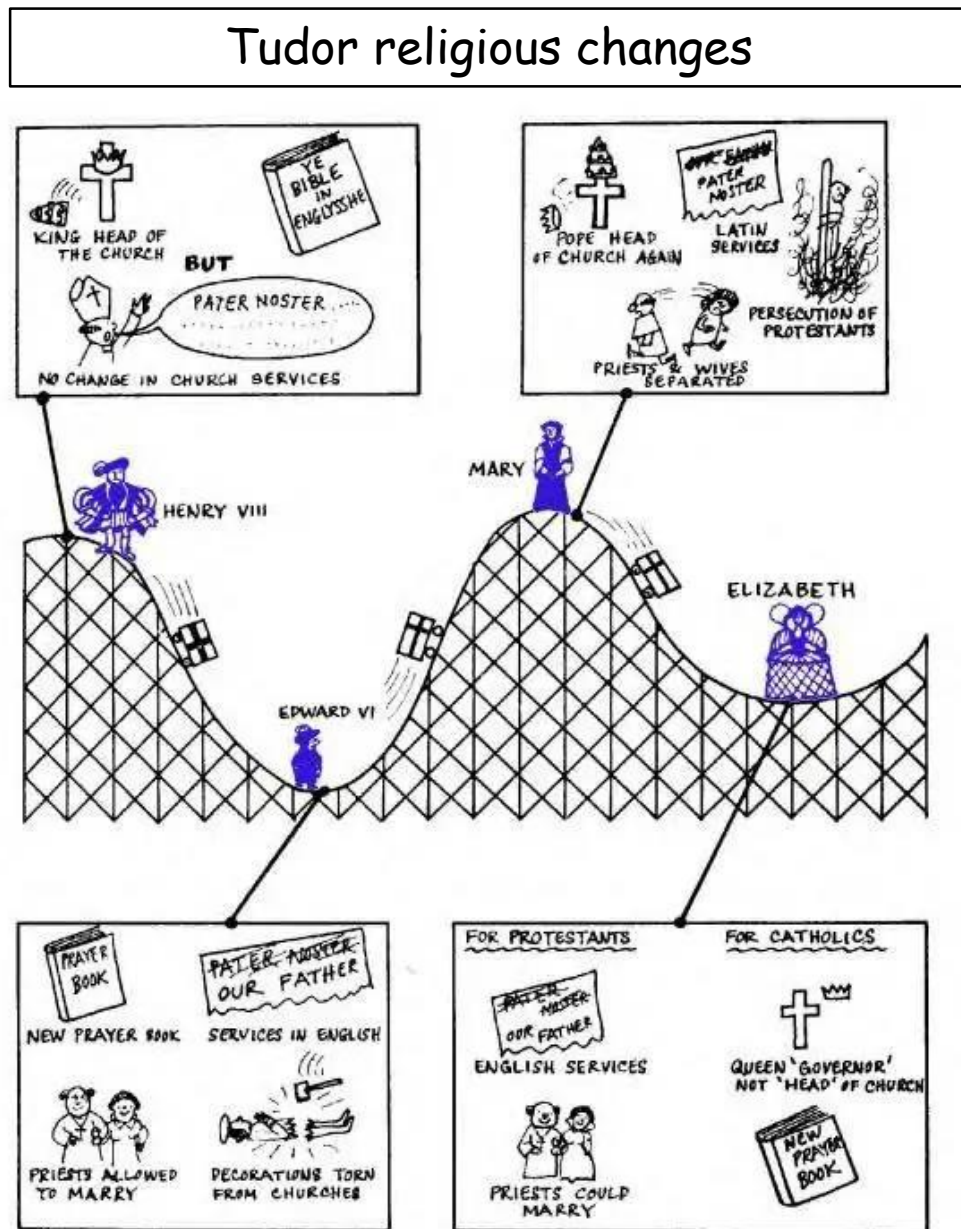 Tudor religious changes
KING HEAD OF
THE CHURCH
YE
BIBLE
IN
ENGLYSSHE
BUT
PATER NOSTER ....
NO CHANGE IN CHURCH SERVICES
POPE HEAD
OF CHURCH AGAIN
OUR FATHER
PATER
NOSTER
LATIN
SERVICES
PERSECUTION OF
PROTESTANTS
PRIESTS & WIVES
SEPARATED
HENRY VIII
MARY
EDWARD VI
ELIZABETH
PRAYER
BOOK
NEW PRAYER BOOK
PATER NOSTER
OUR FATHER
SERVICES IN ENGLISH
PRIESTS ALLOWED
TO MARRY
DECORATIONS TORN
FROM CHURCHES
FOR PROTESTANTS
PATER
NOSTER
OUR FATHER
ENGLISH SERVICES
PRIESTS COULD
MARRY
FOR CATHOLICS
QUEEN 'GOVERNOR'
NOT 'HEAD' OF CHURCH
NEW
PRAYER
BOOK